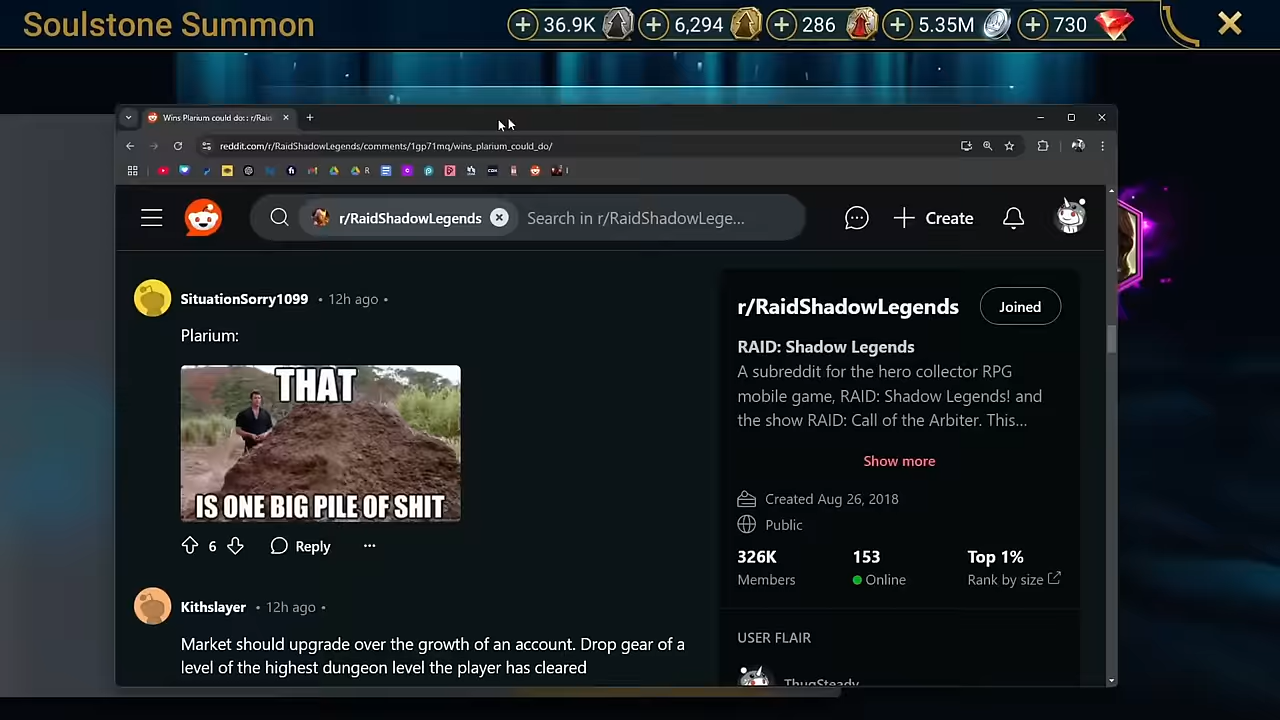 Soulstone Summon
36.9K
6,294
286
5.35M
730
Wins Plarium could do: : r/Raid
reddit.com/r/RaidShadowLegends/comments/1gp71mq/wins_plarium_could_do/
r/RaidShadowLegends
Search in r/RaidShadowLege...
Create
SituationSorry1099 • 12h ago •
Plarium:
THAT
IS ONE BIG PILE OF SHIT
6
Reply
Kithslayer • 12h ago •
Market should upgrade over the growth of an account. Drop gear of a
level of the highest dungeon level the player has cleared
r/RaidShadowLegends
Joined
RAID: Shadow Legends
A subreddit for the hero collector RPG
mobile game, RAID: Shadow Legends! and
the show RAID: Call of the Arbiter. This...
Show more
Created Aug 26, 2018
Public
326K
153
Top 1%
Members
Online
Rank by size
USER FLAIR
ThugSteady